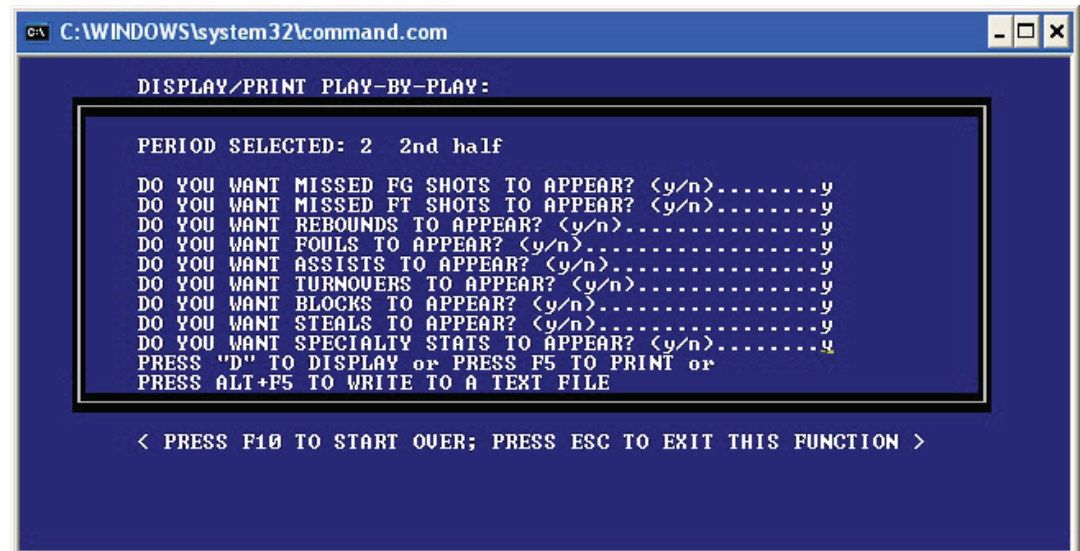 C:\WINDOWS\system32\command.com
DISPLAY/PRINT PLAY-BY-PLAY:
PERIOD SELECTED: 2 2nd half
DO YOU WANT MISSED FG SHOTS TO APPEAR? (y/n)........y
DO YOU WANT MISSED FT SHOTS TO APPEAR? (y/n)........y
DO YOU WANT REBOUNDS TO APPEAR? (y/n)...............y
DO YOU WANT FOULS TO APPEAR? (y/n)..................y
DO YOU WANT ASSISTS TO APPEAR? (y/n)................y
DO YOU WANT TURNOVERS TO APPEAR? (y/n)..............y
DO YOU WANT BLOCKS TO APPEAR? (y/n).................y
DO YOU WANT STEALS TO APPEAR? (y/n).................y
DO YOU WANT SPECIALTY STATS TO APPEAR? (y/n)........y
PRESS "D" TO DISPLAY or PRESS F5 TO PRINT or
PRESS ALT+F5 TO WRITE TO A TEXT FILE
< PRESS F10 TO START OVER; PRESS ESC TO EXIT THIS FUNCTION >